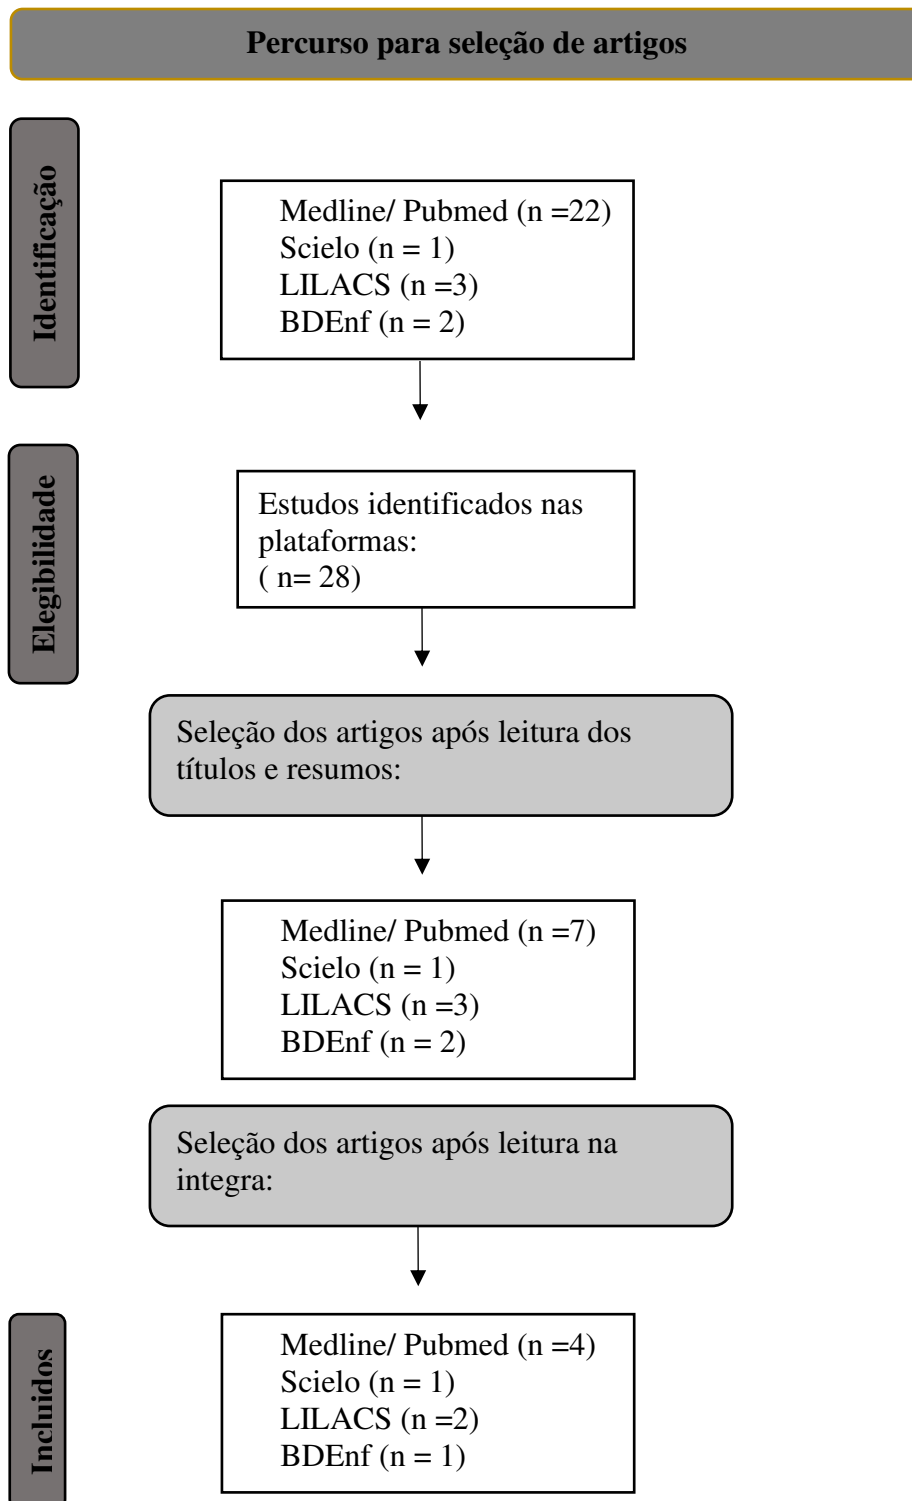 Percurso para seleção de artigos
Identificação
Medline/ Pubmed (n =22)
Scielo (n = 1)
LILACS (n =3)
BDEnf (n = 2)
Elegibilidade
Estudos identificados nas
plataformas:
( n= 28)
Seleção dos artigos após leitura dos
títulos e resumos:
Medline/ Pubmed (n =7)
Scielo (n = 1)
LILACS (n =3)
BDEnf (n = 2)
Seleção dos artigos após leitura na
integra:
Incluidos
Medline/ Pubmed (n =4)
Scielo (n = 1)
LILACS (n =2)
BDEnf (n = 1)